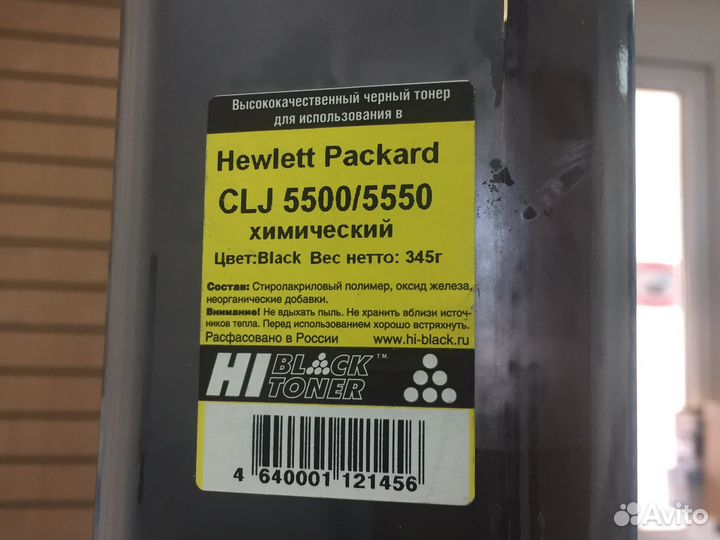 Высококачественный черный тонер
для использования в
Hewlett Packard
CLJ 5500/5550
химический
Цвет:Black Вес нетто: 345г
Состав: Стиролакриловый полимер, оксид железа,
неорганические добавки.
Внимание! Не вдыхать пыль. Не хранить вблизи источ-
ников тепла. Перед использованием хорошо встряхнуть.
Расфасовано в России www.hi-black.ru
HI BLACK T.M.
TONER
4 640001 121456
Avito